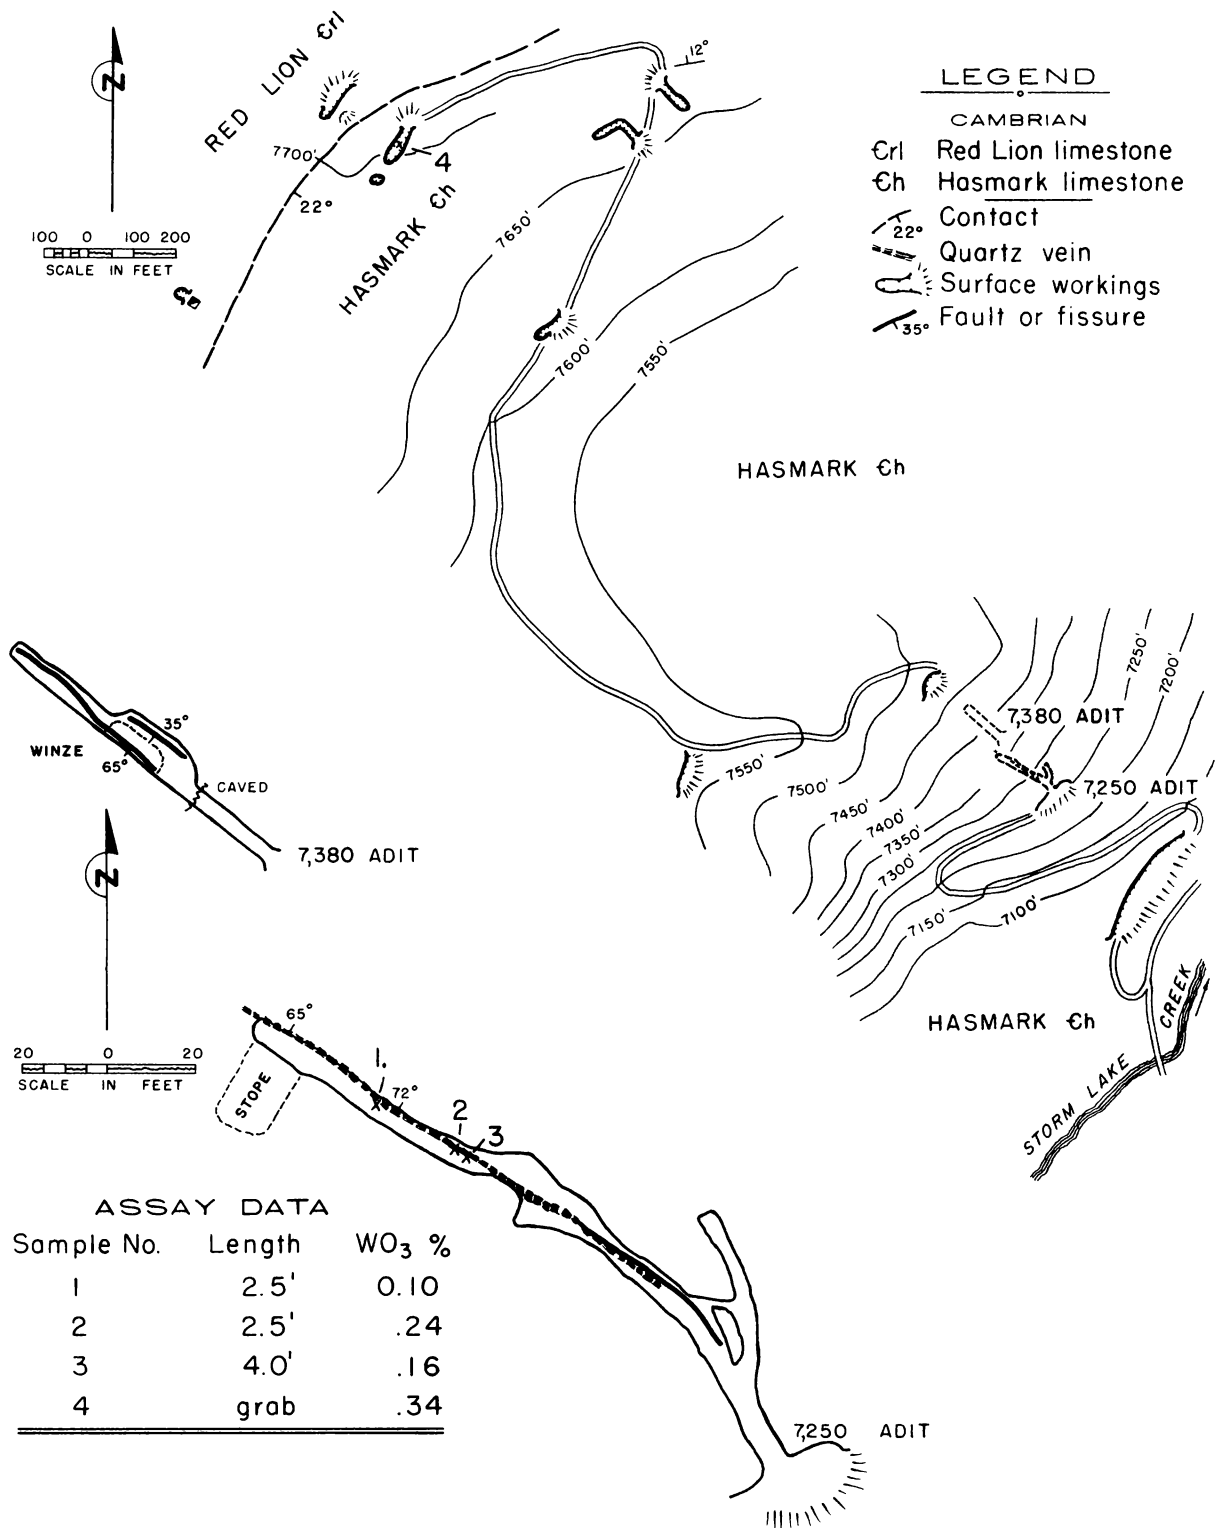 N
100 0 100 200
SCALE IN FEET
RED LION Єrl
7700'
22°
4
HASMARK Єh
12°
7650'
7600'
7550'
LEGEND
CAMBRIAN
Єrl Red Lion limestone
Єh Hasmark limestone
22° Contact
Quartz vein
Surface workings
35° Fault or fissure
HASMARK Єh
7250'
7200'
7,380 ADIT
7,250 ADIT
7550'
7500'
7450'
7400'
7350'
7300'
7150'
7100'
HASMARK Єh
STORM LAKE CREEK
35°
WINZE
65°
CAVED
7,380 ADIT
N
20 0 20
SCALE IN FEET
65°
STOPE
1.
72°
2
3
7,250 ADIT
ASSAY DATA
Sample No. Length WO₃ %
1 2.5' 0.10
2 2.5' .24
3 4.0' .16
4 grab .34